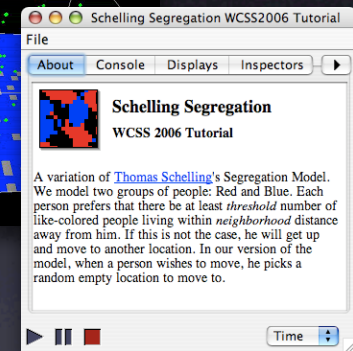 Schelling Segregation WCSS2006 Tutorial
File
About Console Displays Inspectors
Schelling Segregation
WCSS 2006 Tutorial
A variation of Thomas Schelling's Segregation Model.
We model two groups of people: Red and Blue. Each
person prefers that there be at least threshold number of
like-colored people living within neighborhood distance
away from him. If this is not the case, he will get up
and move to another location. In our version of the
model, when a person wishes to move, he picks a
random empty location to move to.
Time